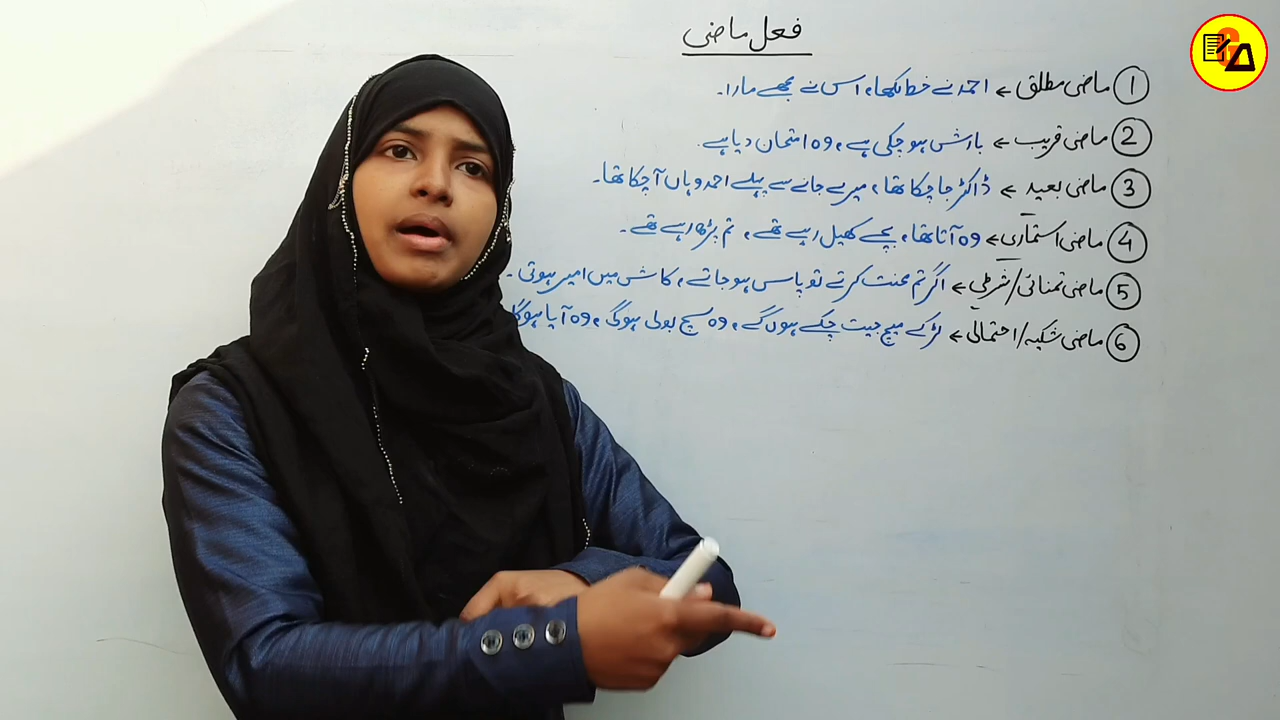 فعل ماضی
① ماضی مطلق ← احمد نے خط لکھا، اس نے مجھے مارا۔
② ماضی قریب ← بارش ہو چکی ہے، وہ امتحان دیا ہے۔
③ ماضی بعید ← ڈاکٹر جا چکا تھا، میرے جانے سے پہلے احمد وہاں آ چکا تھا۔
④ ماضی استماری ← وہ آتا تھا، بچے کھیل رہے تھے، تم پڑھ رہے تھے۔
⑤ ماضی تمنائی/شرطی ← اگر تم محنت کرتے تو پاس ہو جاتے، کاش میں امیر ہوتی۔
⑥ ماضی شکیہ/احتمالی ← لڑکے میچ جیت چکے ہوں گے، وہ سچ بولی ہوگی، وہ آیا ہوگا